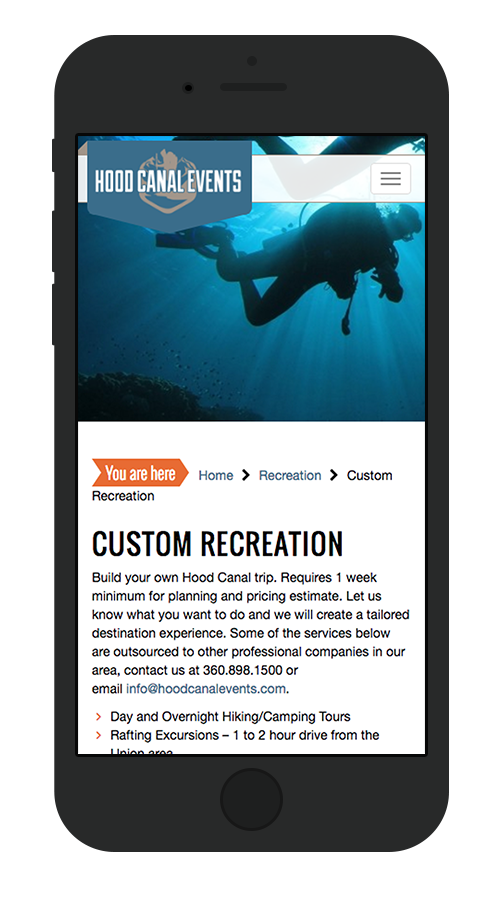 HOOD CANAL EVENTS
You are here Home Recreation Custom
Recreation
CUSTOM RECREATION
Build your own Hood Canal trip. Requires 1 week
minimum for planning and pricing estimate. Let us
know what you want to do and we will create a tailored
destination experience. Some of the services below
are outsourced to other professional companies in our
area, contact us at 360.898.1500 or
email info@hoodcanalevents.com.
Day and Overnight Hiking/Camping Tours
Rafting Excursions – 1 to 2 hour drive from the
Union area